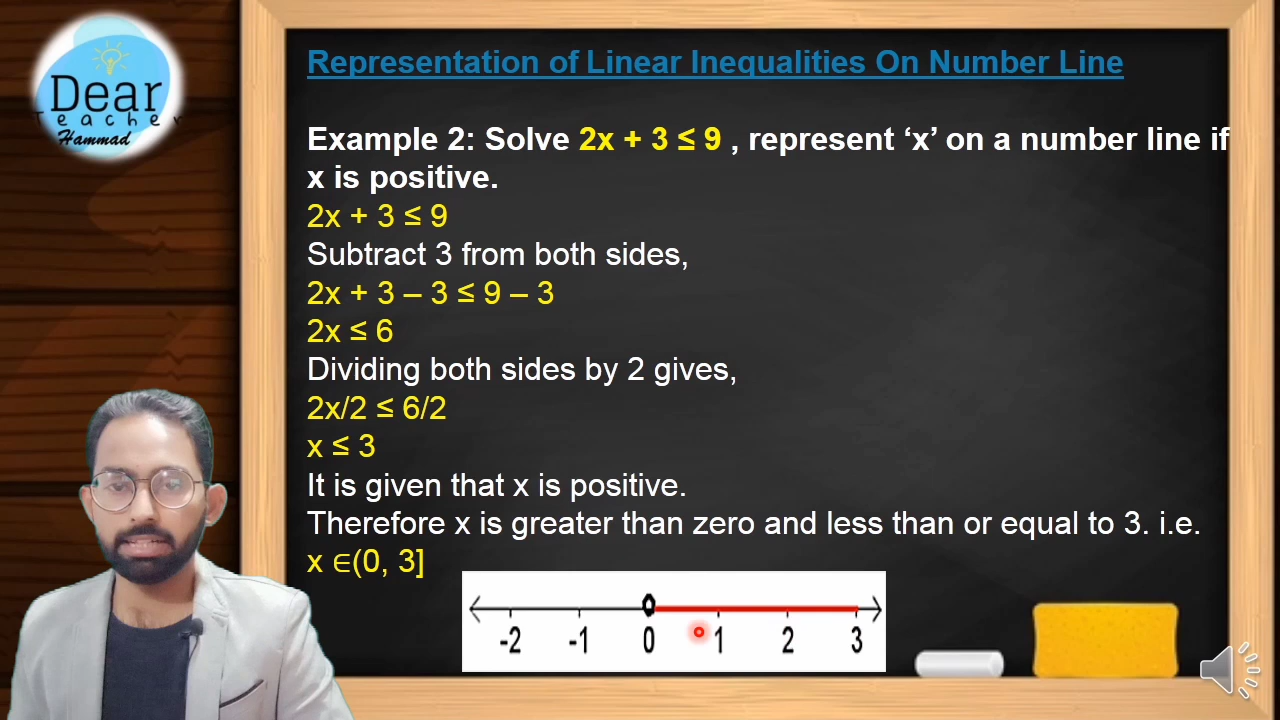 Dear
Teacher
Hammad
Representation of Linear Inequalities On Number Line
Example 2: Solve 2x + 3 ≤ 9 , represent ‘x’ on a number line if
x is positive.
2x + 3 ≤ 9
Subtract 3 from both sides,
2x + 3 – 3 ≤ 9 – 3
2x ≤ 6
Dividing both sides by 2 gives,
2x/2 ≤ 6/2
x ≤ 3
It is given that x is positive.
Therefore x is greater than zero and less than or equal to 3. i.e.
x ∈(0, 3]
-2 -1 0 1 2 3